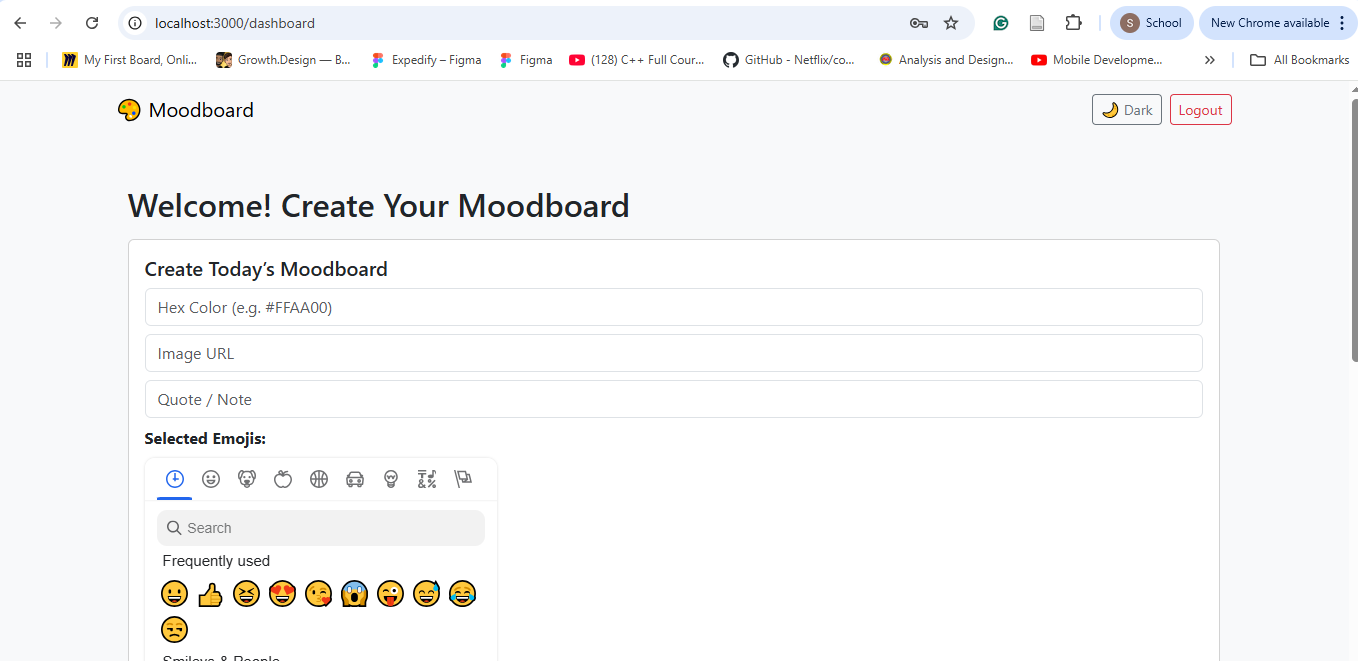 localhost:3000/dashboard
S School
New Chrome available
My First Board, Onli...
Growth.Design — B...
Expedify – Figma
Figma
(128) C++ Full Cour...
GitHub - Netflix/co...
Analysis and Design...
Mobile Developme...
All Bookmarks
Moodboard
Dark
Logout
Welcome! Create Your Moodboard
Create Today’s Moodboard
Hex Color (e.g. #FFAA00)
Image URL
Quote / Note
Selected Emojis:
Search
Frequently used
Smileys & People